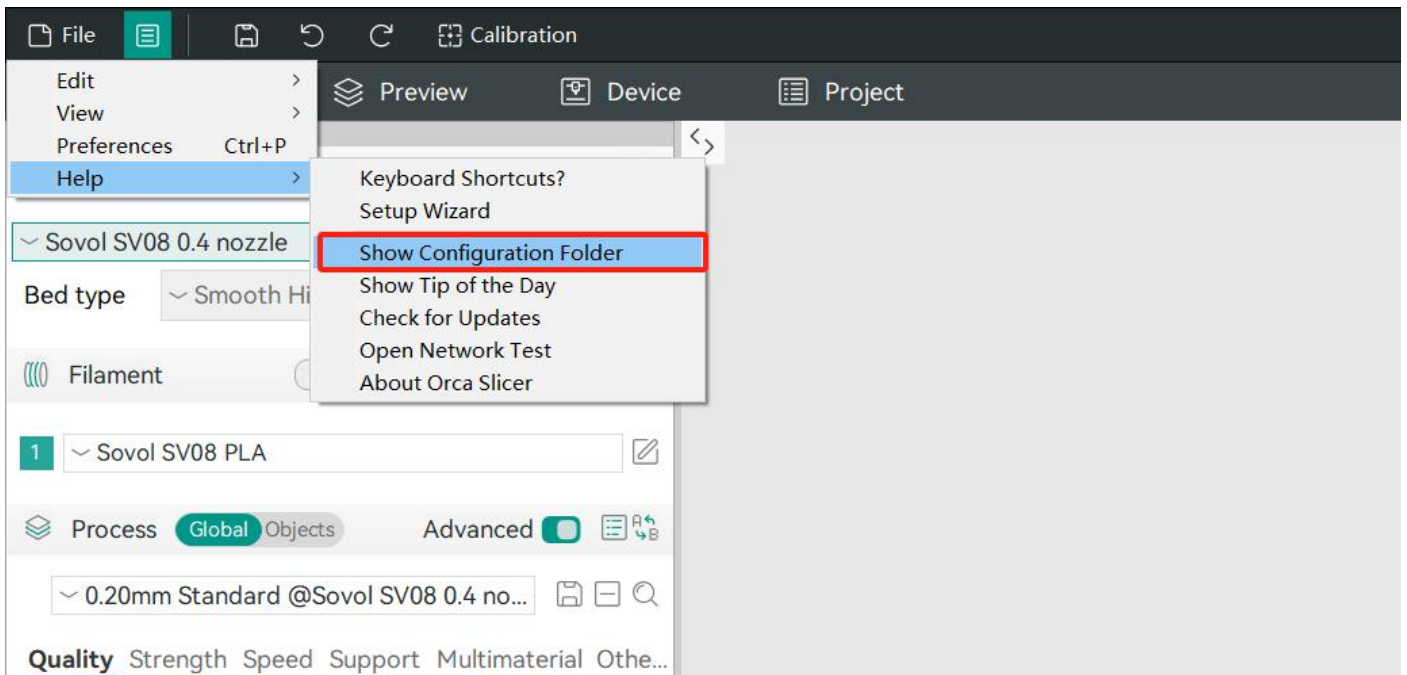 File Calibration
Edit
View
Preferences Ctrl+P
Help
Preview Device Project
Keyboard Shortcuts?
Setup Wizard
Show Configuration Folder
Show Tip of the Day
Check for Updates
Open Network Test
About Orca Slicer
Sovol SV08 0.4 nozzle
Bed type Smooth Hi
Filament
1 Sovol SV08 PLA
Process Global Objects Advanced
0.20mm Standard @Sovol SV08 0.4 no...
Quality Strength Speed Support Multimaterial Othe...